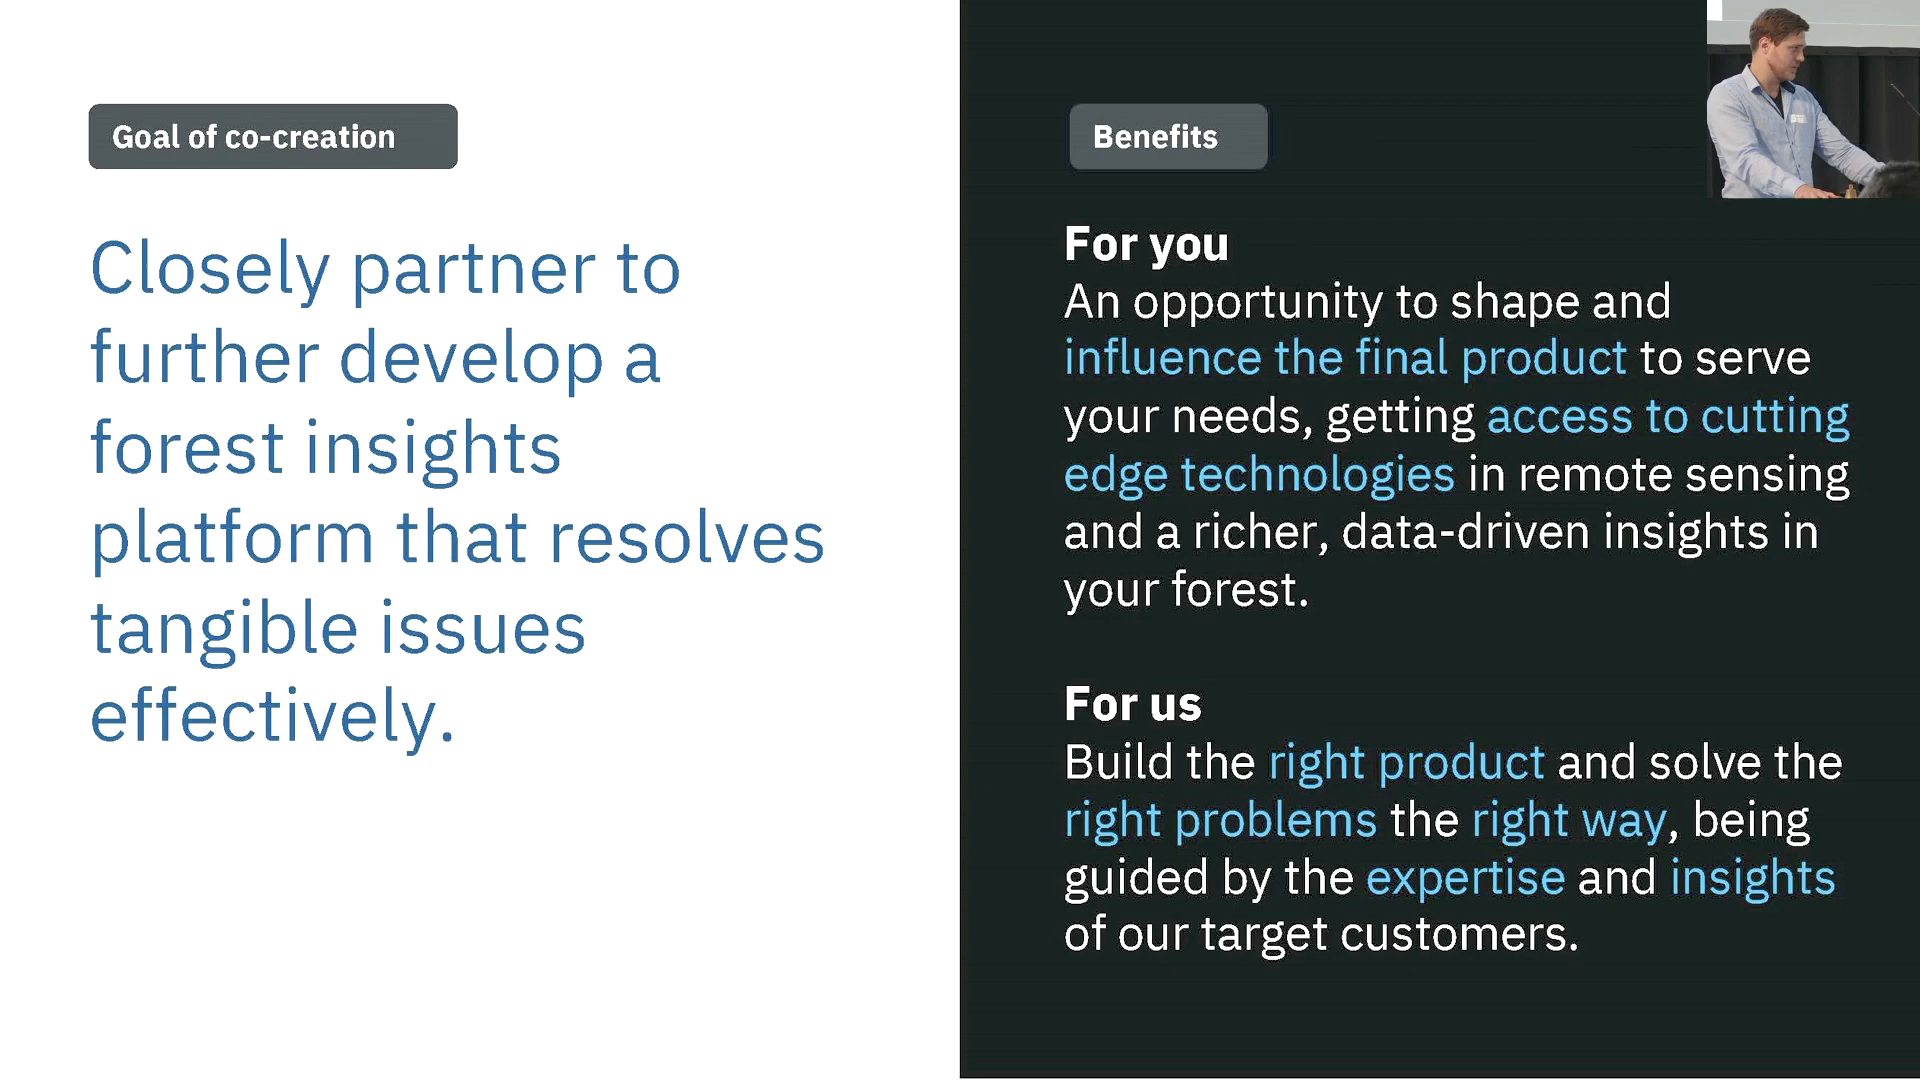 Goal of co-creation
Closely partner to
further develop a
forest insights
platform that resolves
tangible issues
effectively.
Benefits
For you
An opportunity to shape and
influence the final product to serve
your needs, getting access to cutting
edge technologies in remote sensing
and a richer, data-driven insights in
your forest.
For us
Build the right product and solve the
right problems the right way, being
guided by the expertise and insights
of our target customers.